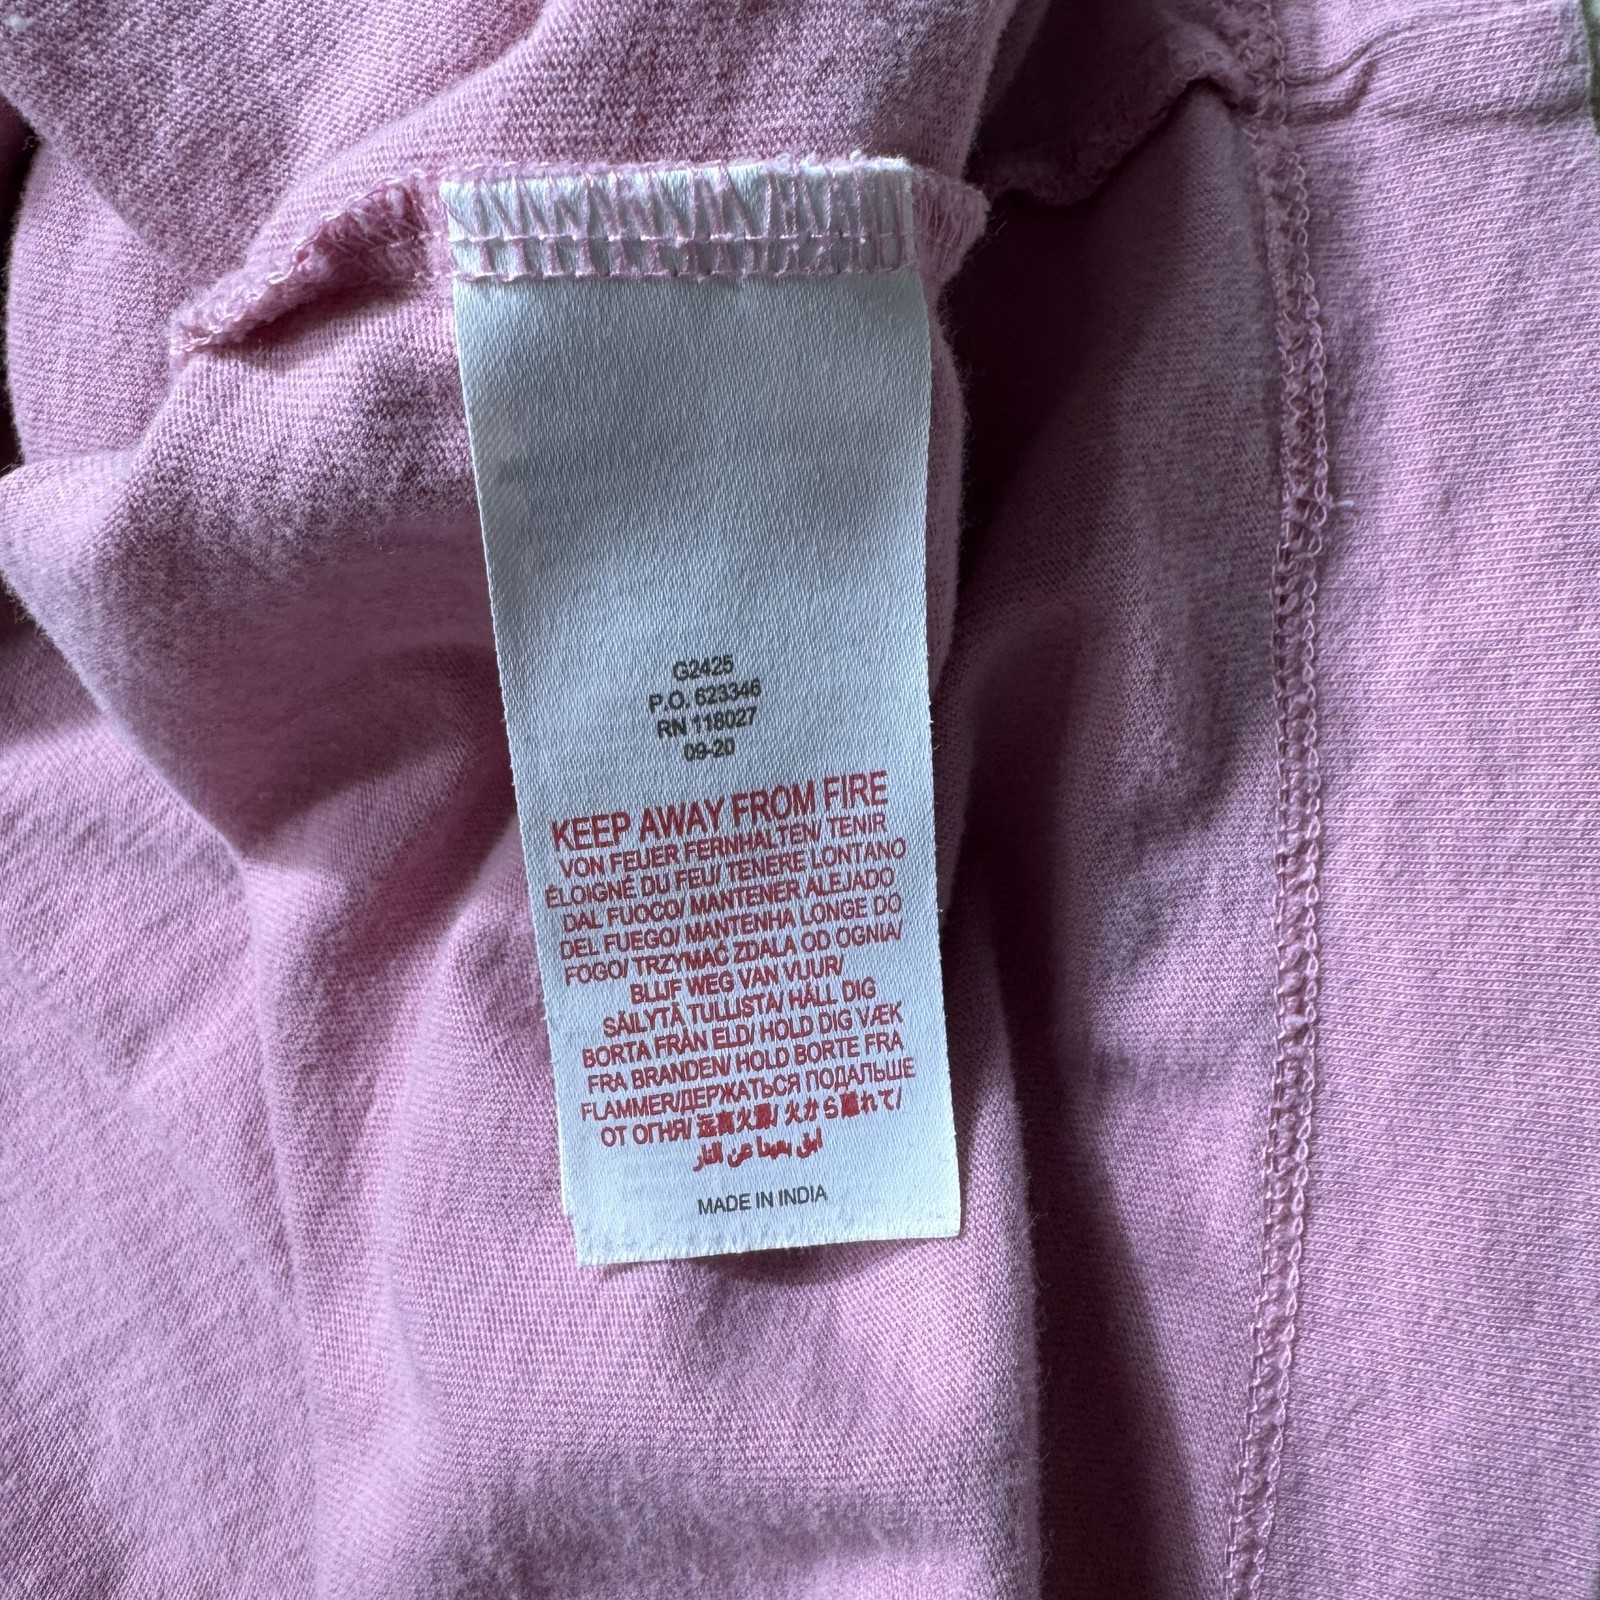 G2425
P.O. 623346
RN 118027
09-20
KEEP AWAY FROM FIRE
VON FEUER FERNHALTEN/ TENIR
ÉLOIGNÉ DU FEU/ TENERE LONTANO
DAL FUOCO/ MANTENER ALEJADO
DEL FUEGO/ MANTENHA LONGE DO
FOGO/ TRZYMAĆ ZDALA OD OGNIA/
BLIJF WEG VAN VUUR/
SÄILYTÄ TULLISTA/ HÅLL DIG
BORTA FRÅN ELD/ HOLD DIG VÆK
FRA BRANDEN/ HOLD BORTE FRA
FLAMMER/ДЕРЖАТЬСЯ ПОДАЛЬШЕ
ОТ ОГНЯ/ 远离火源/ 火から離れて/
ابق بعيدا عن النار
MADE IN INDIA